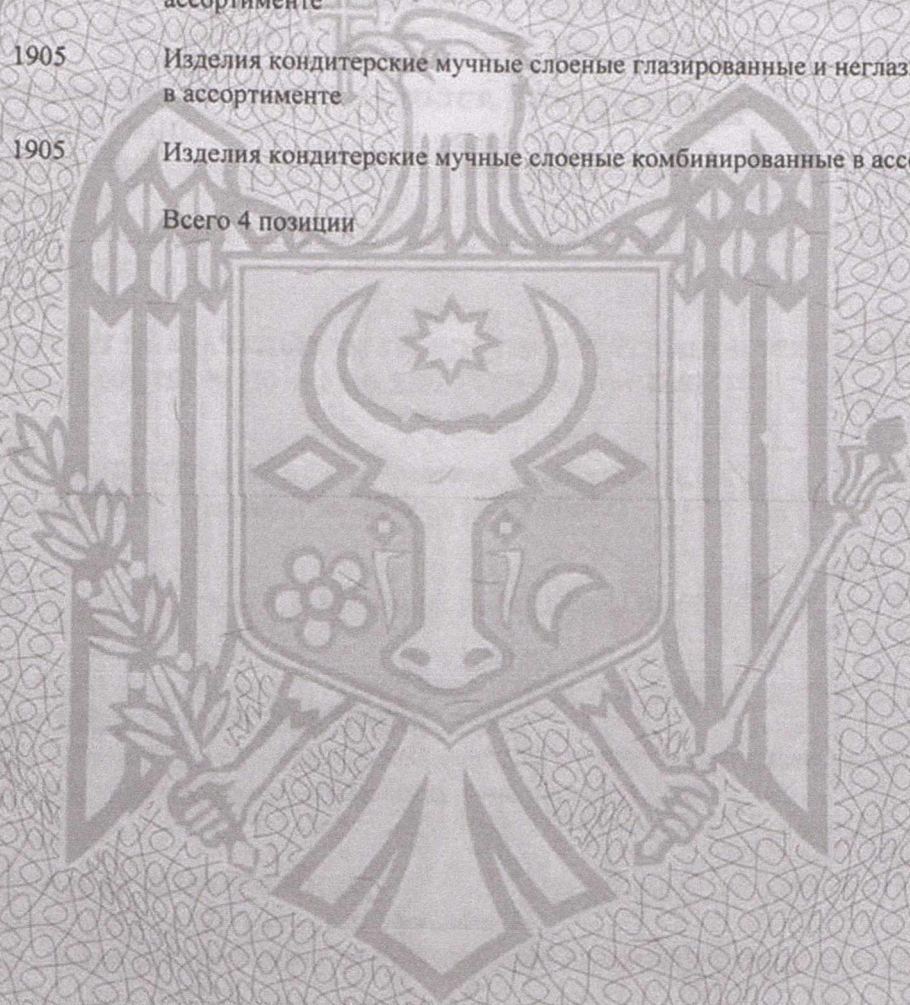 ассортименте
1905 Изделия кондитерские мучные слоеные глазированные и неглаз
в ассортименте
1905 Изделия кондитерские мучные слоеные комбинированные в асс
Всего 4 позиции